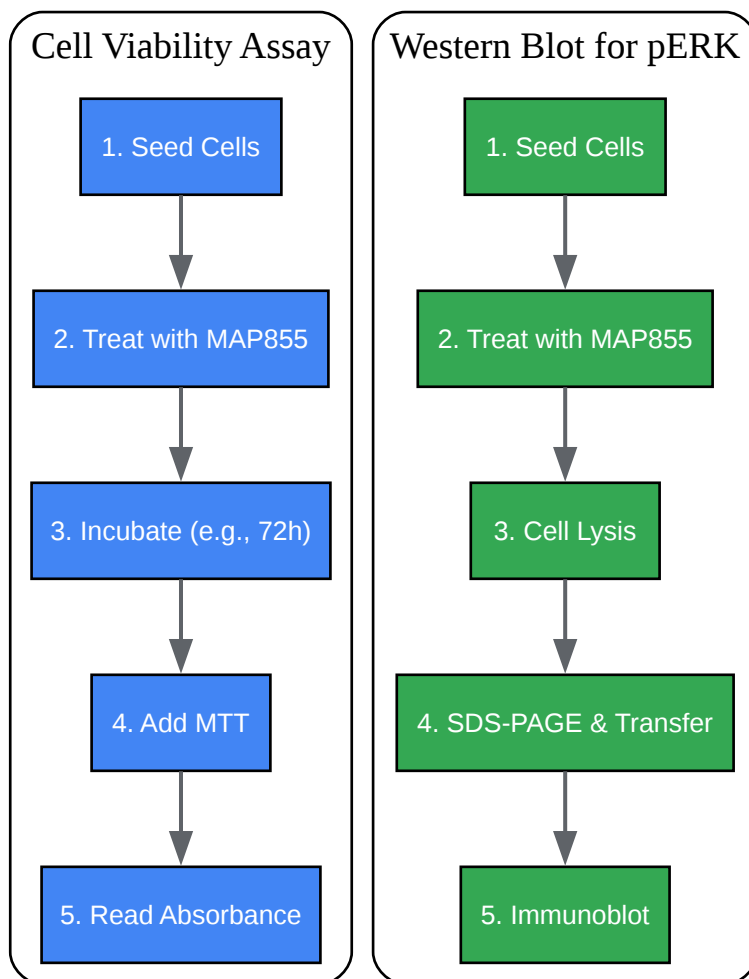 Cell Viability Assay
1. Seed Cells
2. Treat with MAP855
3. Incubate (e.g., 72h)
4. Add MTT
5. Read Absorbance
Western Blot for pERK
1. Seed Cells
2. Treat with MAP855
3. Cell Lysis
4. SDS-PAGE & Transfer
5. Immunoblot